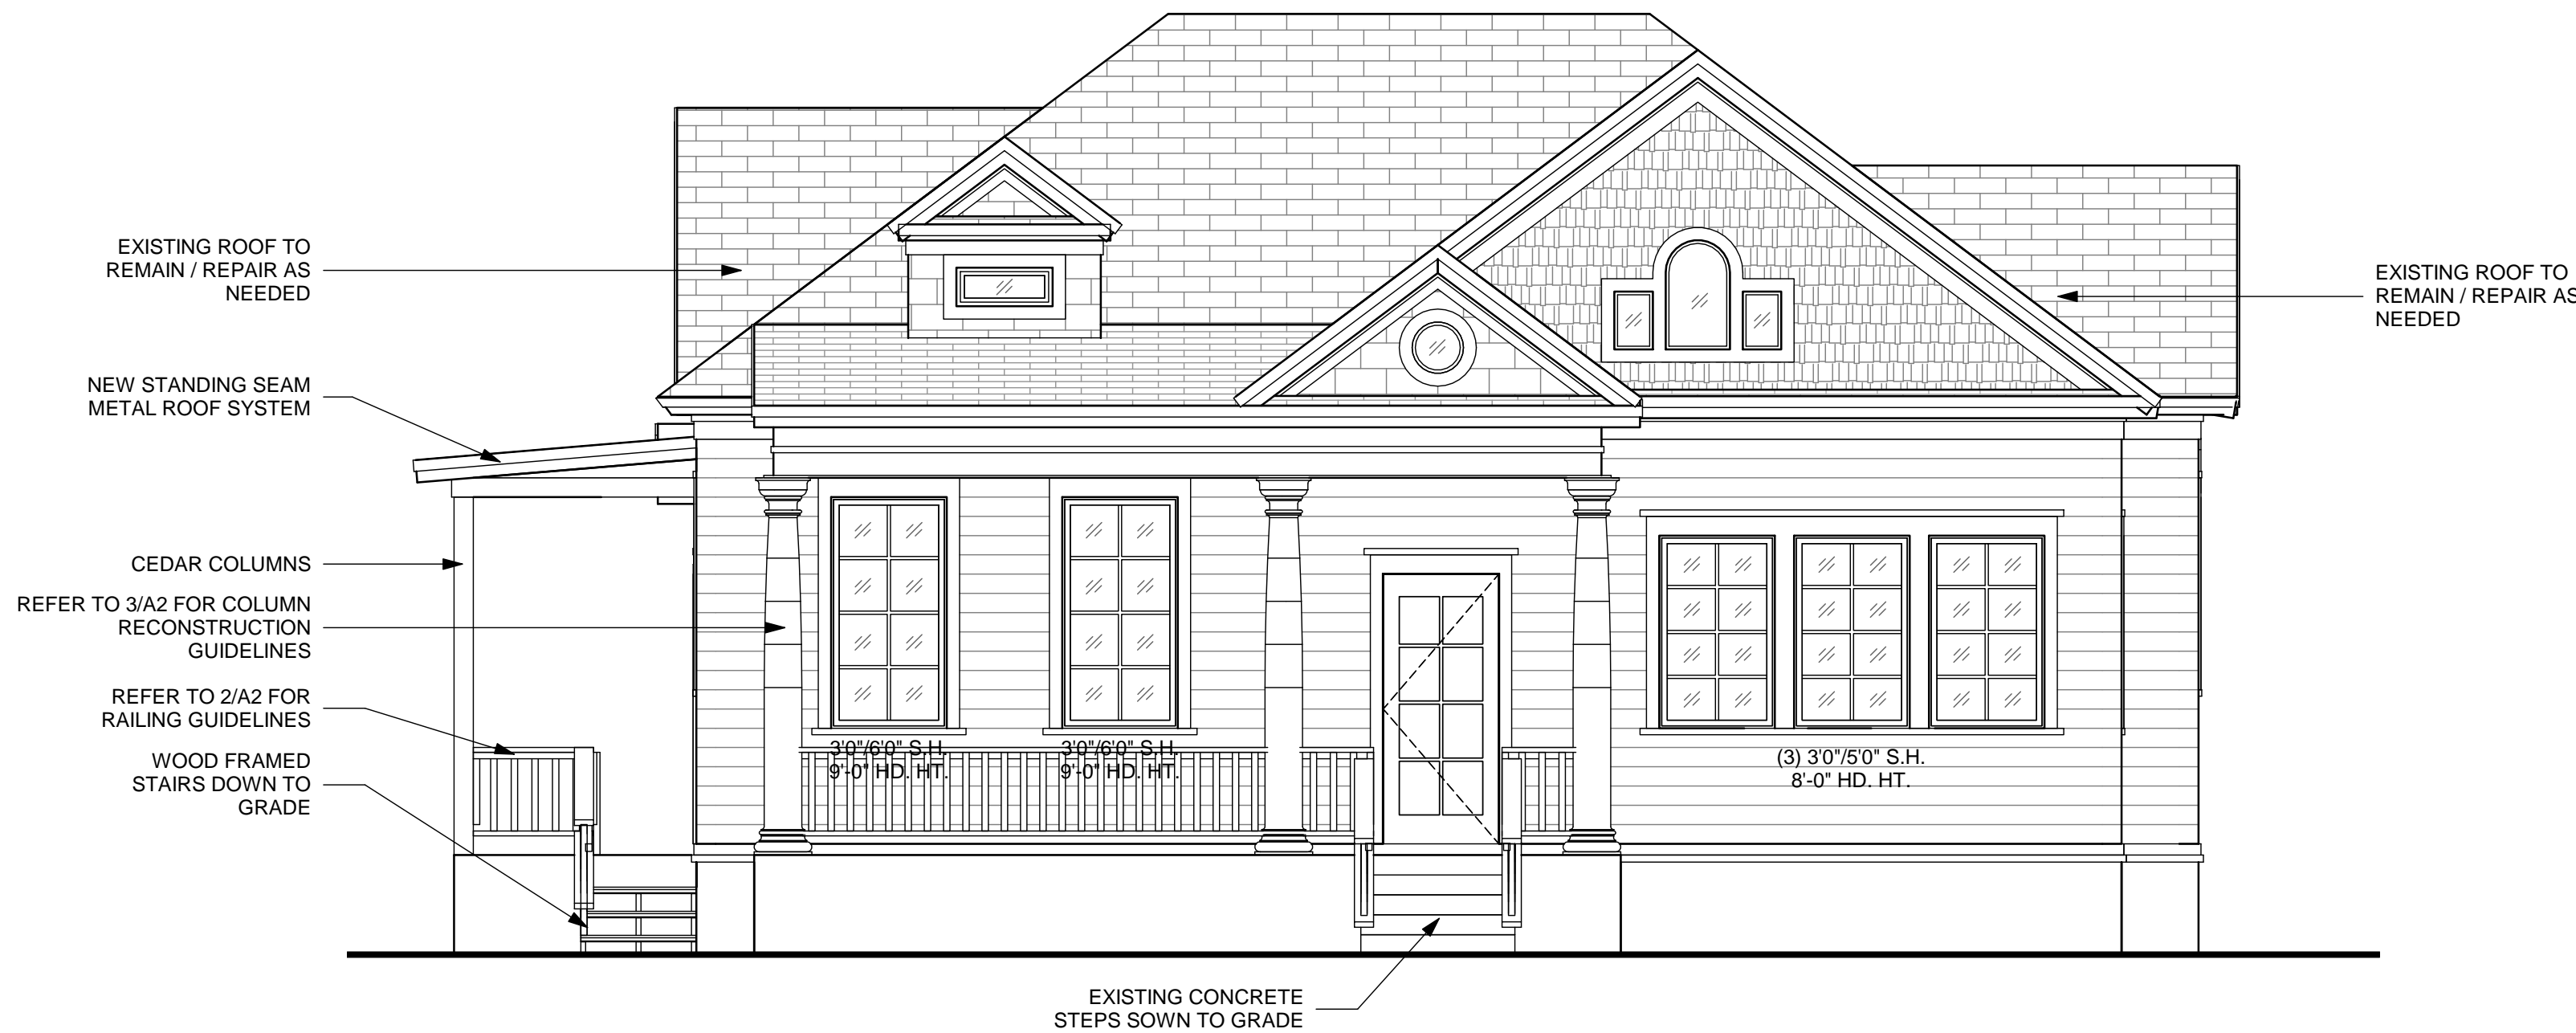 EXISTING ROOF TO
REMAIN / REPAIR AS
NEEDED
NEW STANDING SEAM
METAL ROOF SYSTEM
CEDAR COLUMNS
REFER TO 3/A2 FOR COLUMN
RECONSTRUCTION
GUIDELINES
REFER TO 2/A2 FOR
RAILING GUIDELINES
WOOD FRAMED
STAIRS DOWN TO
GRADE
3'0"/6'0" S.H.
9'-0" HD. HT.
3'0"/6'0" S.H.
9'-0" HD. HT.
(3) 3'0"/5'0" S.H.
8'-0" HD. HT.
EXISTING ROOF TO
REMAIN / REPAIR AS
NEEDED
EXISTING CONCRETE
STEPS SOWN TO GRADE